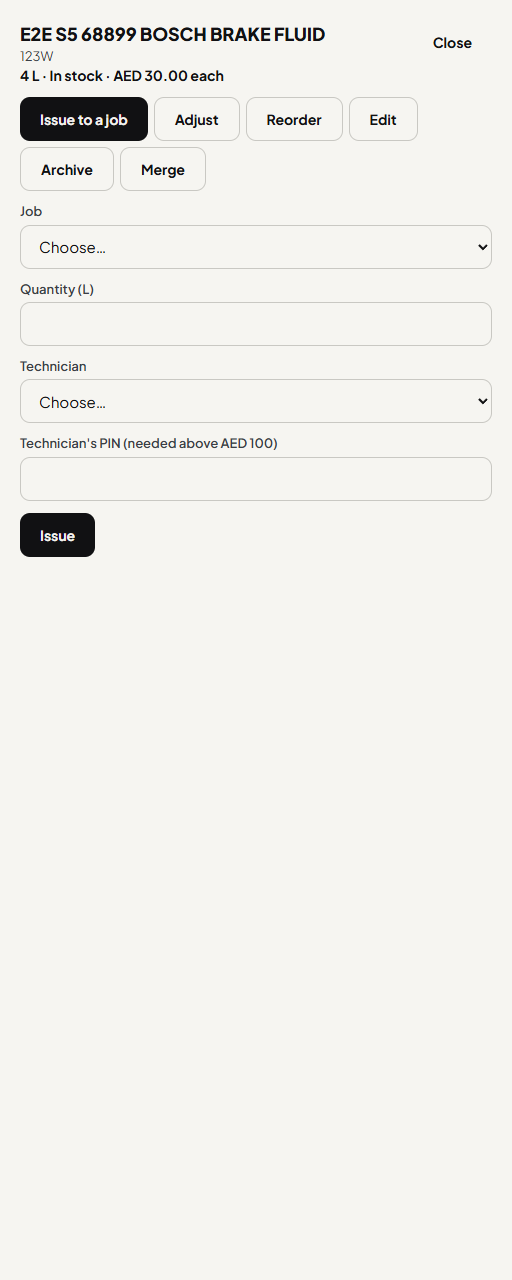 E2E S5 68899 BOSCH BRAKE FLUID
Close
123W
4 L · In stock · AED 30.00 each
Issue to a job
Adjust
Reorder
Edit
Archive
Merge
Job
Choose...
Quantity (L)
Technician
Choose...
Technician's PIN (needed above AED 100)
Issue